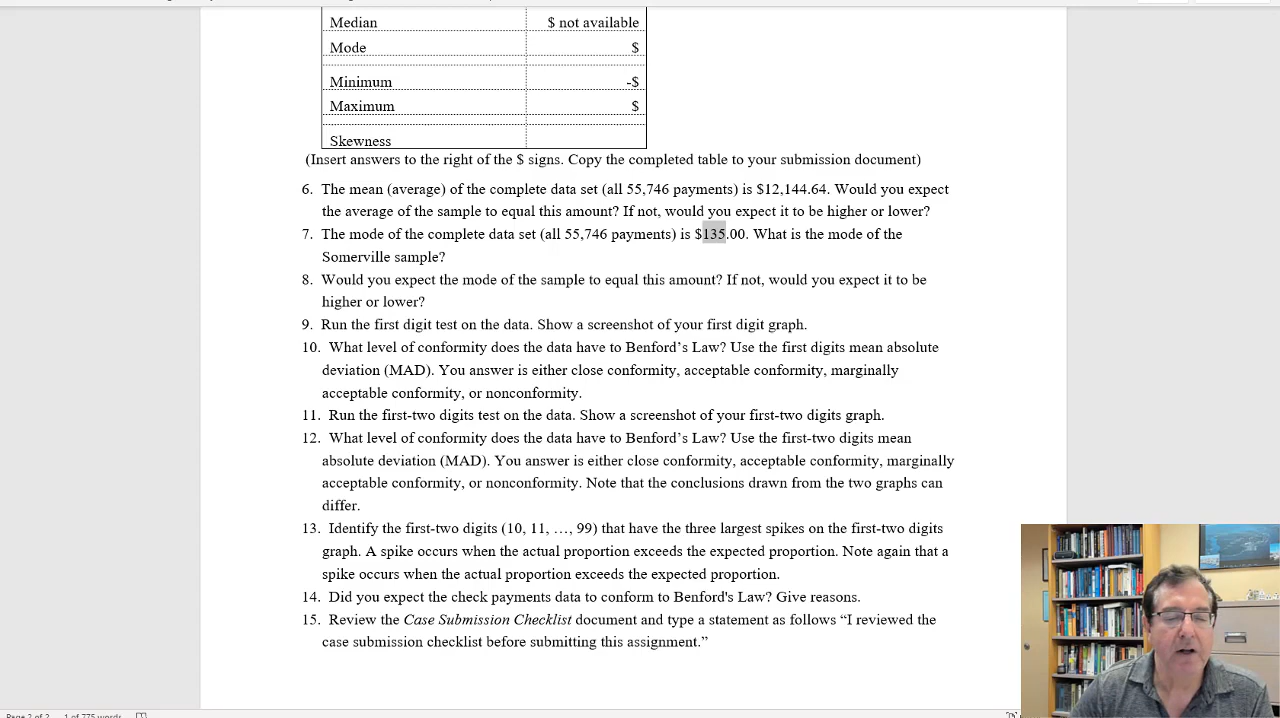 Median $ not available
Mode $
Minimum -$
Maximum $
Skewness
(Insert answers to the right of the $ signs. Copy the completed table to your submission document)
6. The mean (average) of the complete data set (all 55,746 payments) is $12,144.64. Would you expect
the average of the sample to equal this amount? If not, would you expect it to be higher or lower?
7. The mode of the complete data set (all 55,746 payments) is $135.00. What is the mode of the
Somerville sample?
8. Would you expect the mode of the sample to equal this amount? If not, would you expect it to be
higher or lower?
9. Run the first digit test on the data. Show a screenshot of your first digit graph.
10. What level of conformity does the data have to Benford’s Law? Use the first digits mean absolute
deviation (MAD). You answer is either close conformity, acceptable conformity, marginally
acceptable conformity, or nonconformity.
11. Run the first-two digits test on the data. Show a screenshot of your first-two digits graph.
12. What level of conformity does the data have to Benford’s Law? Use the first-two digits mean
absolute deviation (MAD). You answer is either close conformity, acceptable conformity, marginally
acceptable conformity, or nonconformity. Note that the conclusions drawn from the two graphs can
differ.
13. Identify the first-two digits (10, 11, …, 99) that have the three largest spikes on the first-two digits
graph. A spike occurs when the actual proportion exceeds the expected proportion. Note again that a
spike occurs when the actual proportion exceeds the expected proportion.
14. Did you expect the check payments data to conform to Benford's Law? Give reasons.
15. Review the Case Submission Checklist document and type a statement as follows “I reviewed the
case submission checklist before submitting this assignment.”
Page 2 of 2 1 of 775 words